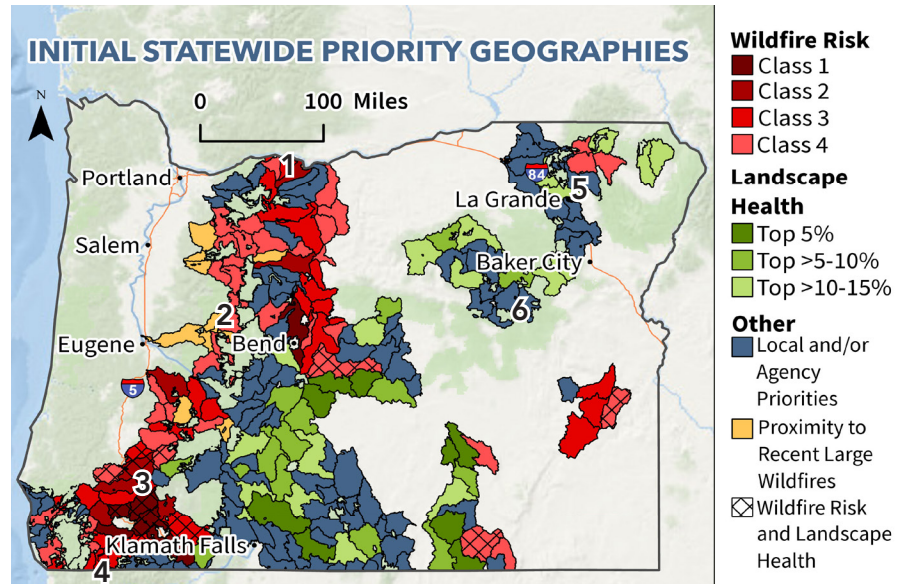 INITIAL STATEWIDE PRIORITY GEOGRAPHIES
N
0 100 Miles
1
Portland
84
5
La Grande
Salem
Baker City
6
2
Eugene
Bend
5
3
Klamath Falls
4
Wildfire Risk
Class 1
Class 2
Class 3
Class 4
Landscape
Health
Top 5%
Top >5-10%
Top >10-15%
Other
Local and/or
Agency
Priorities
Proximity to
Recent Large
Wildfires
Wildfire Risk
and Landscape
Health